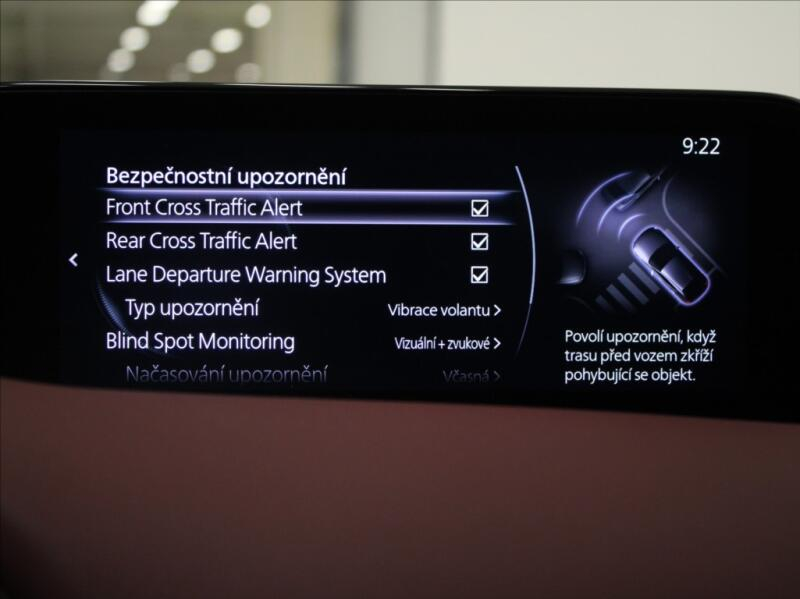 9:22
Bezpečnostní upozornění
Front Cross Traffic Alert
Rear Cross Traffic Alert
Lane Departure Warning System
Typ upozornění Vibrace volantu
Blind Spot Monitoring Vizuální + zvukové
Načasování upozornění Včasná
Povolí upozornění, když
trasu před vozem zkříží
pohybující se objekt.